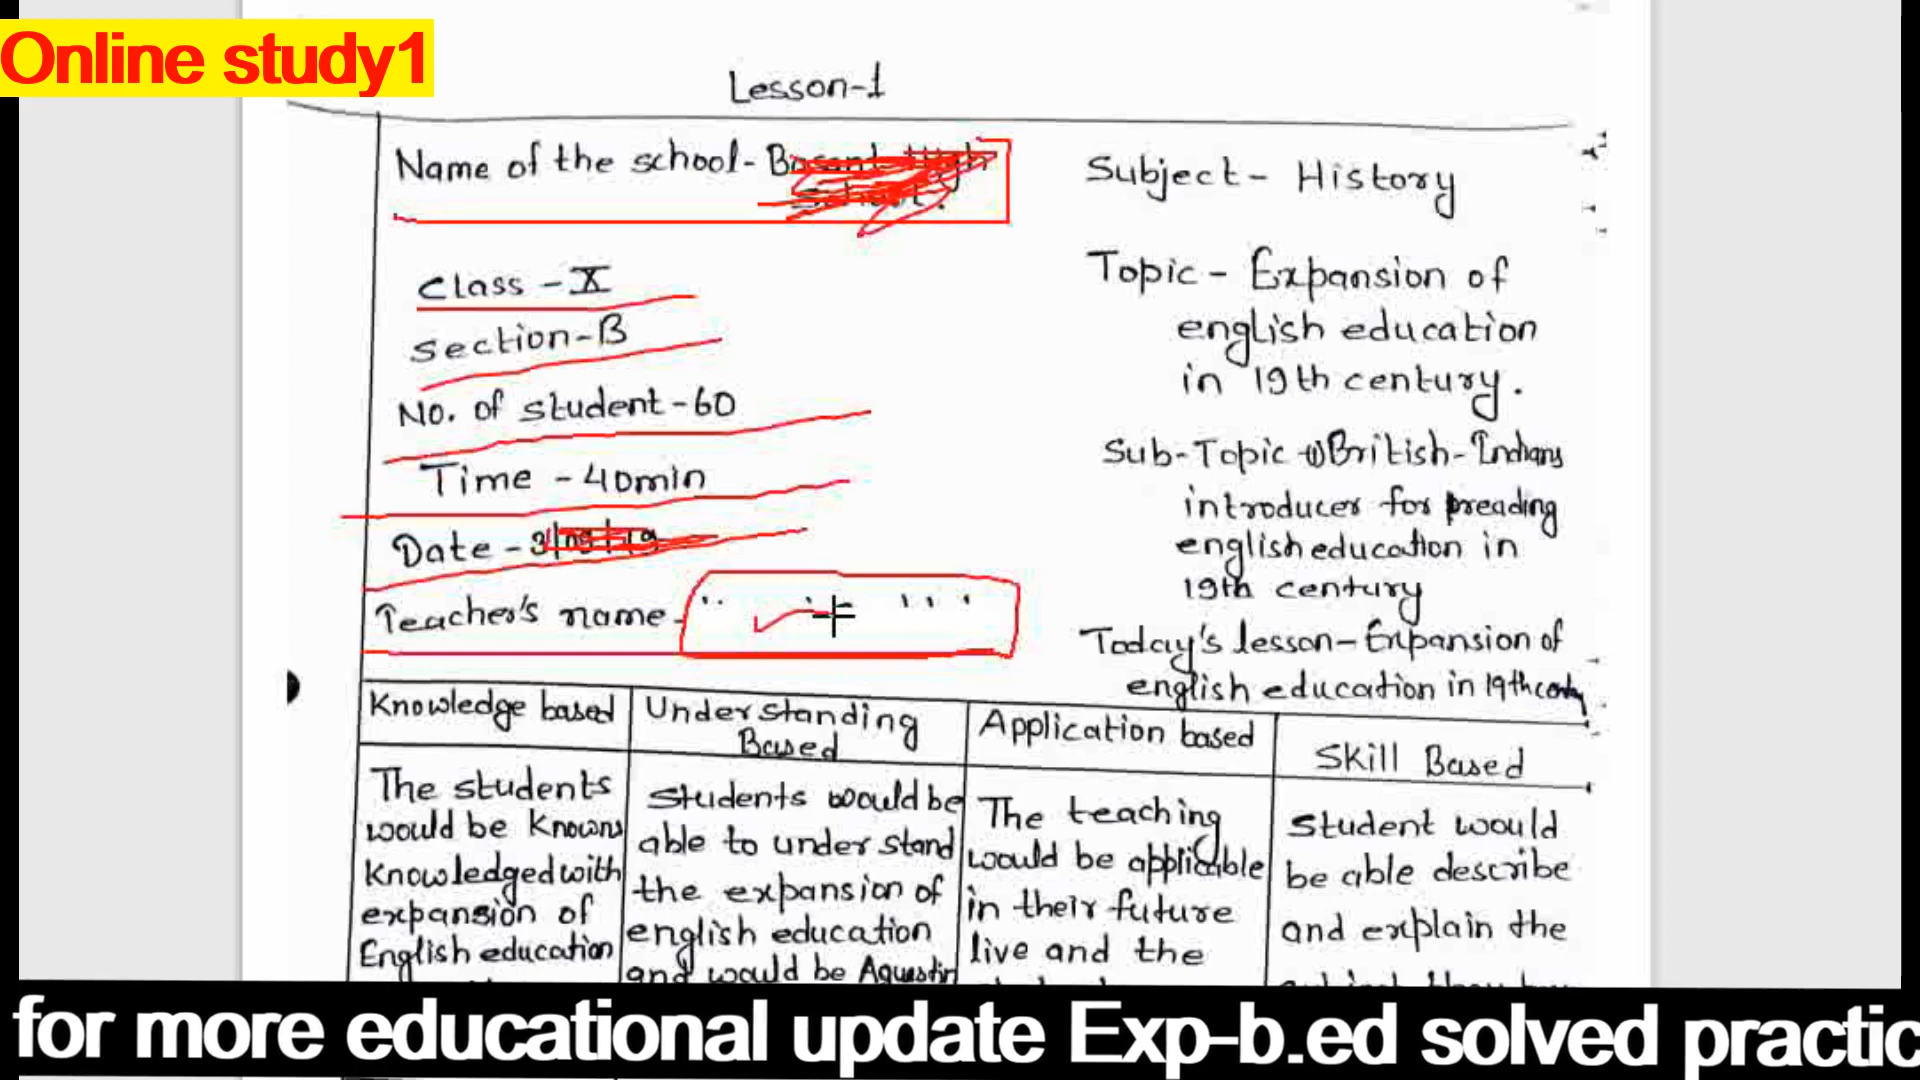 Online study1
Lesson-1
Name of the school-
Class - X
Section-B
No. of student-60
Time - 40min
Date -
Teacher's name -
Subject- History
Topic - Expansion of
english education
in 19th century.
Sub-Topic (i) British-Indians
introducer for preading
english education in
19th century
Today's lesson- Expansion of
english education in 19th
Knowledge based
The students
would be Knowns
Knowledged with
expansion of
English education
Understanding
Based
Students would be
able to under stand
the expansion of
english education
and would be
Application based
The teaching
would be applicable
in their future
live and the
Skill Based
Student would
be able describe
and explain the
for more educational update Exp-b.ed solved practic